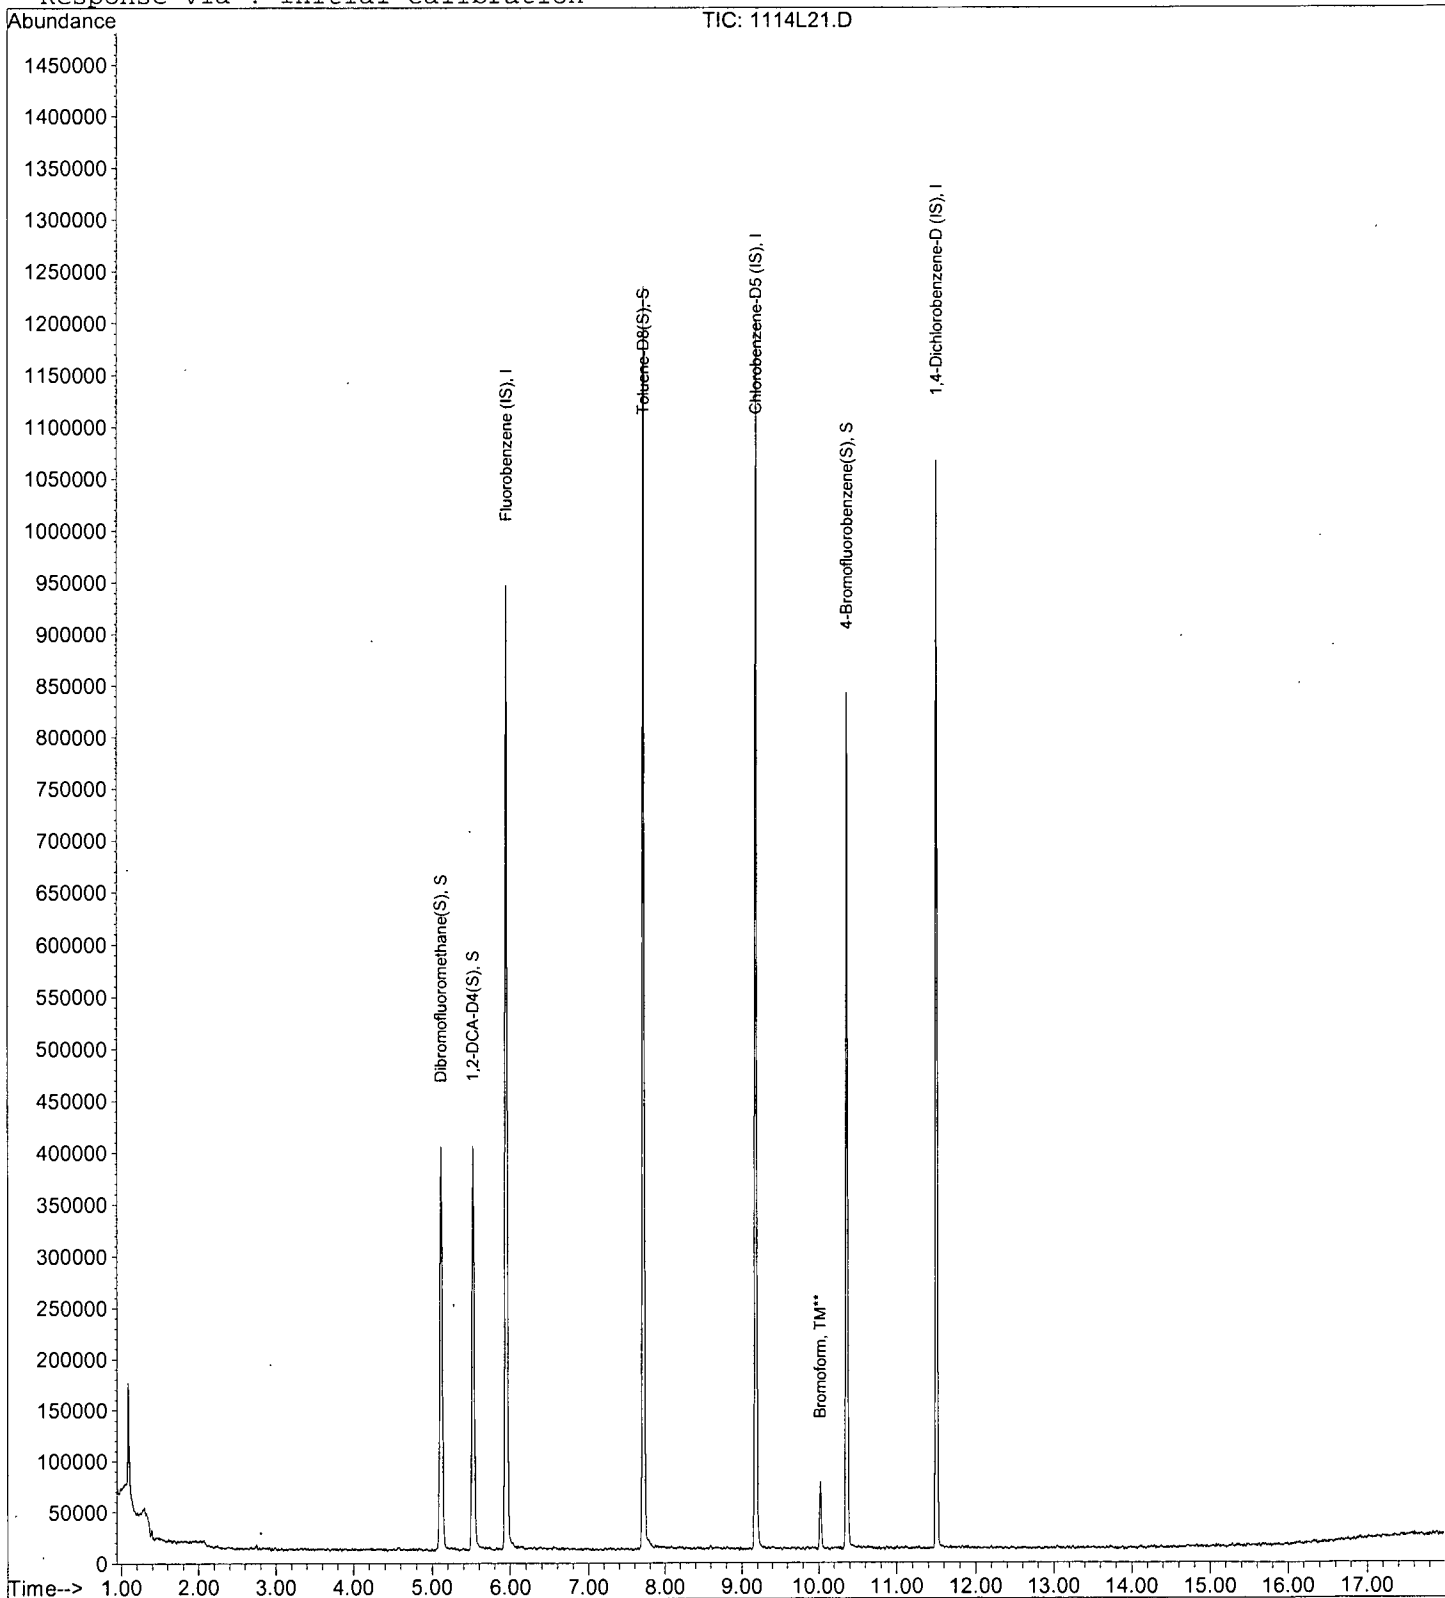 Response via : Initial Calibration
Abundance
TIC: 1114L21.D
1450000
1400000
1350000
1300000
1250000
1200000
1150000
1100000
1050000
1000000
950000
900000
850000
800000
750000
700000
650000
600000
550000
500000
450000
400000
350000
300000
250000
200000
150000
100000
50000
0
Dibromofluoromethane(S), S
1,2-DCA-D4(S), S
Fluorobenzene (IS), I
Toluene-D8(S), S
Chlorobenzene-D5 (IS), I
Bromoform, TM**
4-Bromofluorobenzene(S), S
1,4-Dichlorobenzene-D (IS), I
Time--> 1.00 2.00 3.00 4.00 5.00 6.00 7.00 8.00 9.00 10.00 11.00 12.00 13.00 14.00 15.00 16.00 17.00